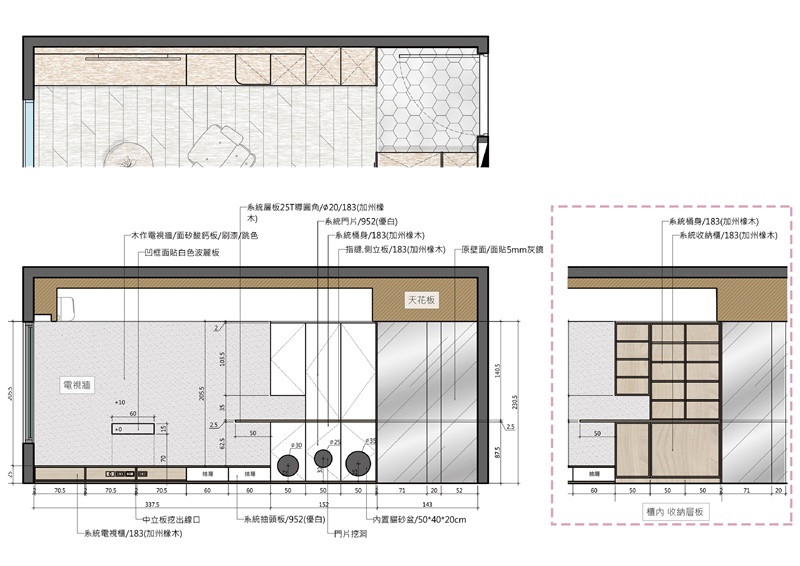 系統層板25T導圓角/ø20/183(加州橡
木)
系統門片/952(優白)
木作電視牆/面矽酸鈣板/刷漆/跳色
系統桶身/183(加州橡木)
凹框面貼白色波麗板
指縫.側立板/183(加州橡木)
原壁面/面貼5mm灰鏡
系統桶身/183(加州橡木)
系統收納櫃/183(加州橡木)
天花板
電視牆
2
103.5
205.5
205.5
140.5
230.5
+10
60
35
+0
15
2.5
2.5
50
62.5
70
87.5
ø30
ø25
ø35
25
抽屜
抽屜
抽屜
50
70.5
70.5
70.5
60
60
50
50
50
71
20
52
337.5
152
143
60
50
50
50
71
20
中立板挖出線口
系統抽頭板/952(優白)
內置貓砂盆/50*40*20cm
系統電視櫃/183(加州橡木)
門片挖洞
櫃內 收納層板